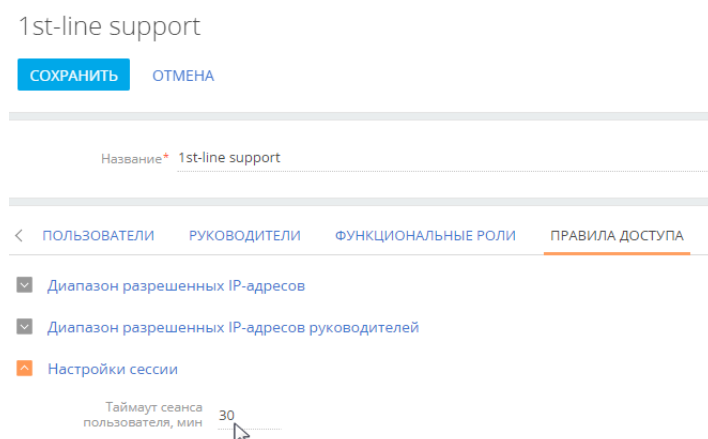 1st-line support
СОХРАНИТЬ ОТМЕНА
Название* 1st-line support
ПОЛЬЗОВАТЕЛИ РУКОВОДИТЕЛИ ФУНКЦИОНАЛЬНЫЕ РОЛИ ПРАВИЛА ДОСТУПА
Диапазон разрешенных IP-адресов
Диапазон разрешенных IP-адресов руководителей
Настройки сессии
Таймаут сеанса
пользователя, мин 30